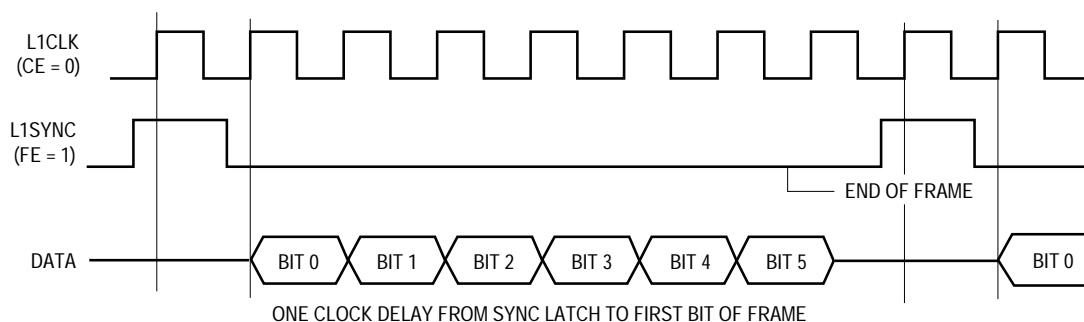 L1CLK
(CE = 0)
L1SYNC
(FE = 1)
END OF FRAME
DATA
BIT 0
BIT 1
BIT 2
BIT 3
BIT 4
BIT 5
BIT 0
ONE CLOCK DELAY FROM SYNC LATCH TO FIRST BIT OF FRAME